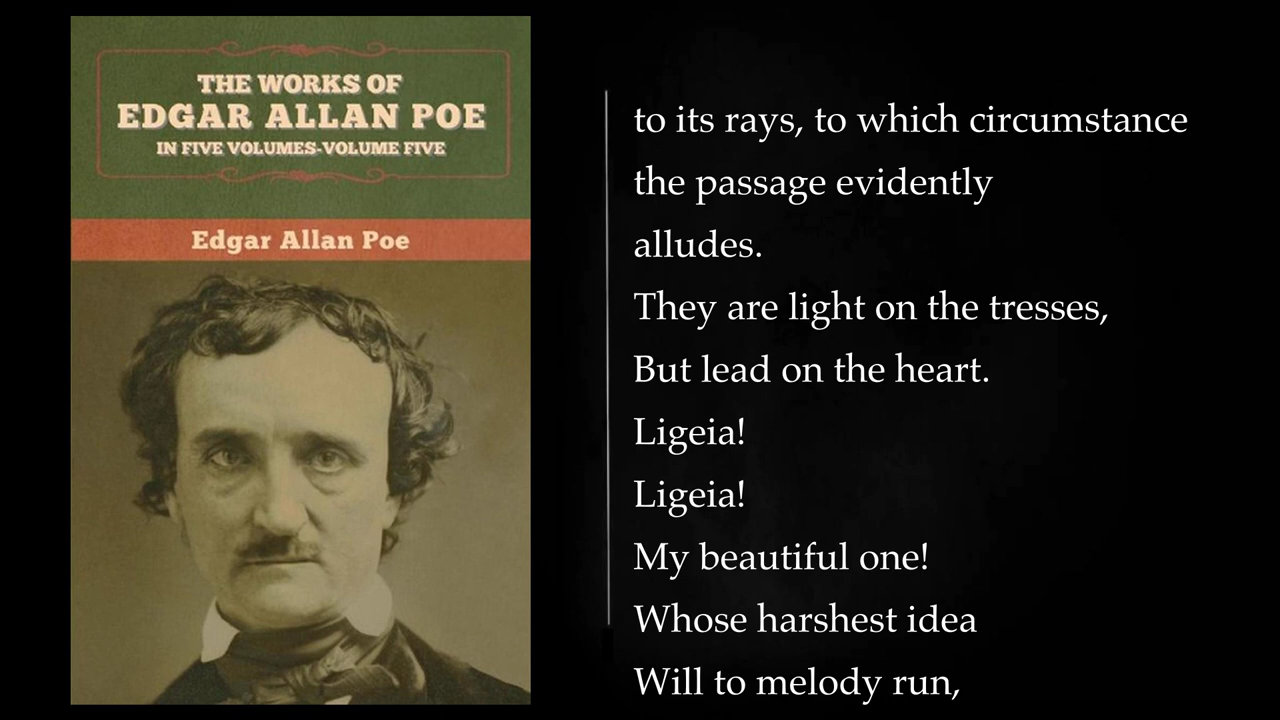 THE WORKS OF
EDGAR ALLAN POE
IN FIVE VOLUMES-VOLUME FIVE
Edgar Allan Poe
to its rays, to which circumstance
the passage evidently
alludes.
They are light on the tresses,
But lead on the heart.
Ligeia!
Ligeia!
My beautiful one!
Whose harshest idea
Will to melody run,